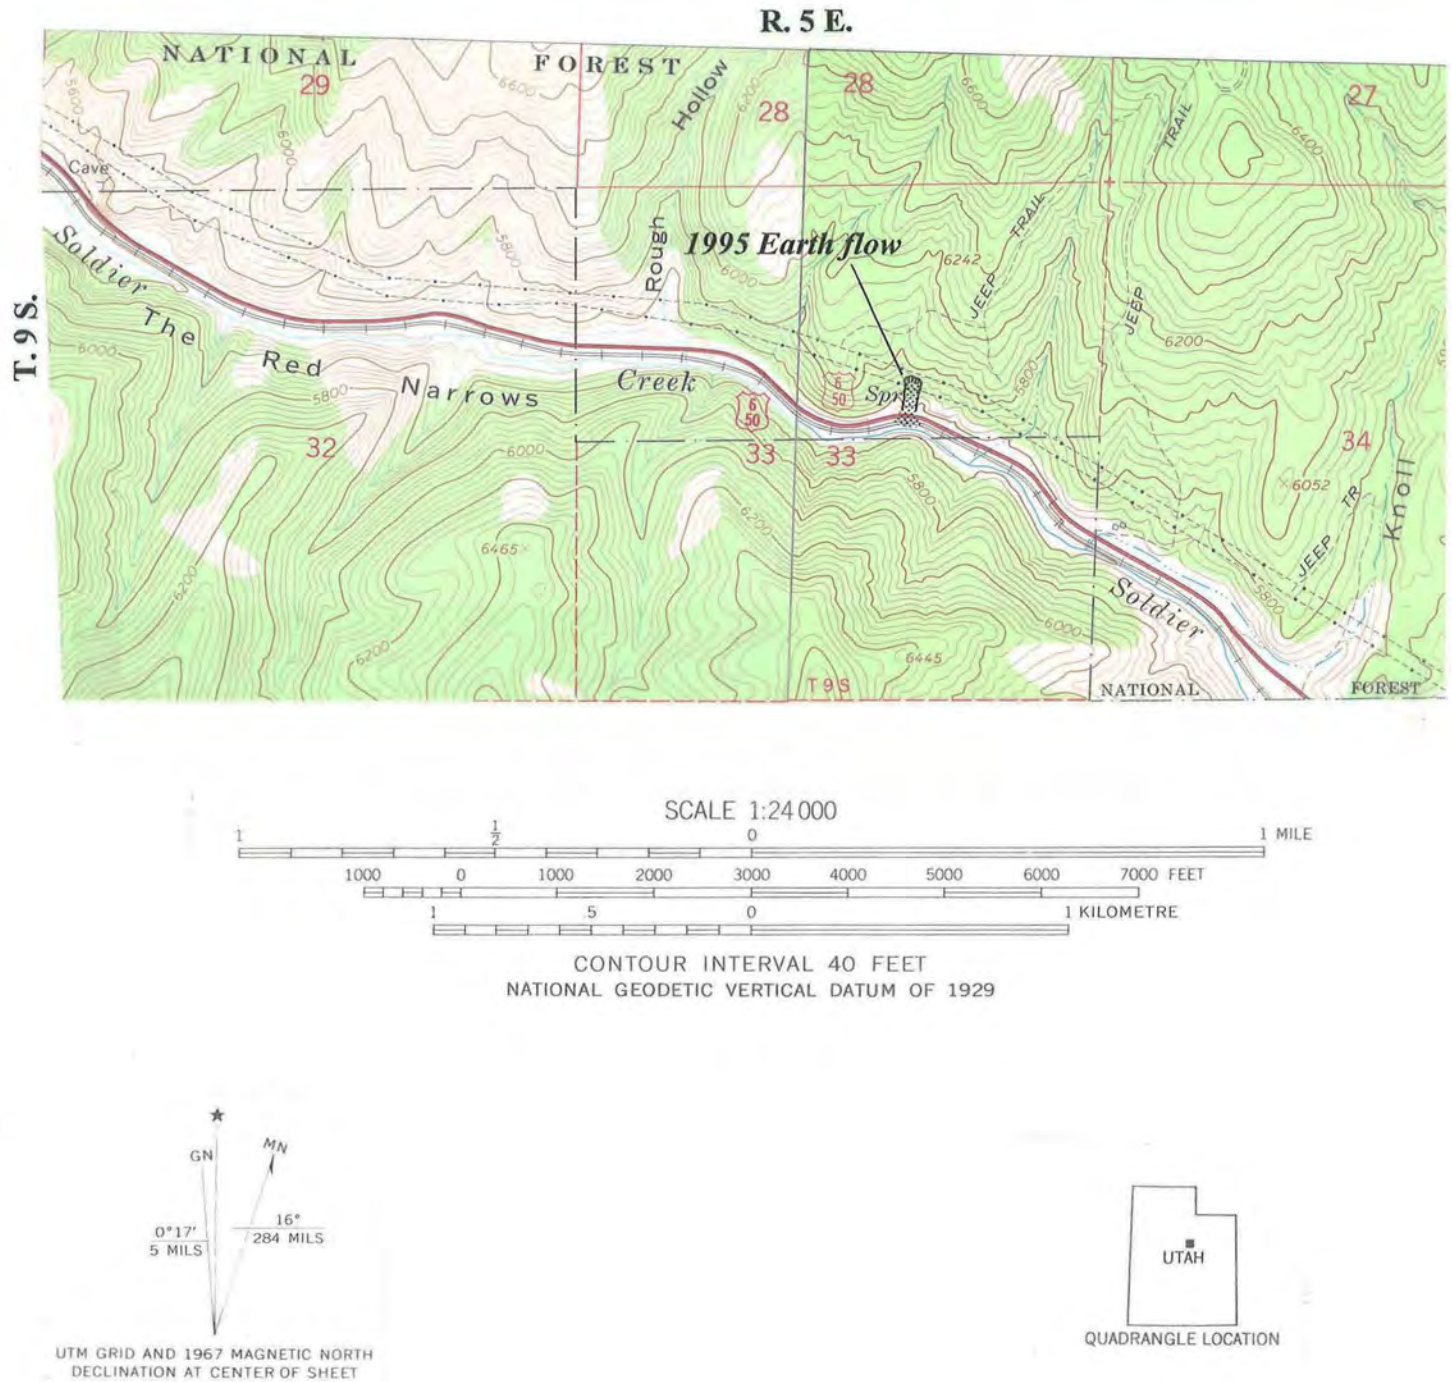 R. 5 E.
T. 9 S.
NATIONAL FOREST
29
28
28
27
5600
6000
6600
6200
6600
6400
Hollow
TRAIL
Cave
Rough
TRAIL
1995 Earth flow
6000
6242
5800
JEEP
JEEP
6200
Soldier
The Red Narrows
Creek
6000
5800
6
50
6
50
Spr
5800
32
33
33
34
6000
5800
6052
JEEP TR
Knoll
6465
6200
6200
6200
Soldier
5800
6000
6445
T 9 S
NATIONAL FOREST
SCALE 1:24 000
1 1/2 0 1 MILE
1000 0 1000 2000 3000 4000 5000 6000 7000 FEET
1 5 0 1 KILOMETRE
CONTOUR INTERVAL 40 FEET
NATIONAL GEODETIC VERTICAL DATUM OF 1929
★
GN
MN
0°17'
5 MILS
16°
284 MILS
UTM GRID AND 1967 MAGNETIC NORTH
DECLINATION AT CENTER OF SHEET
UTAH
QUADRANGLE LOCATION